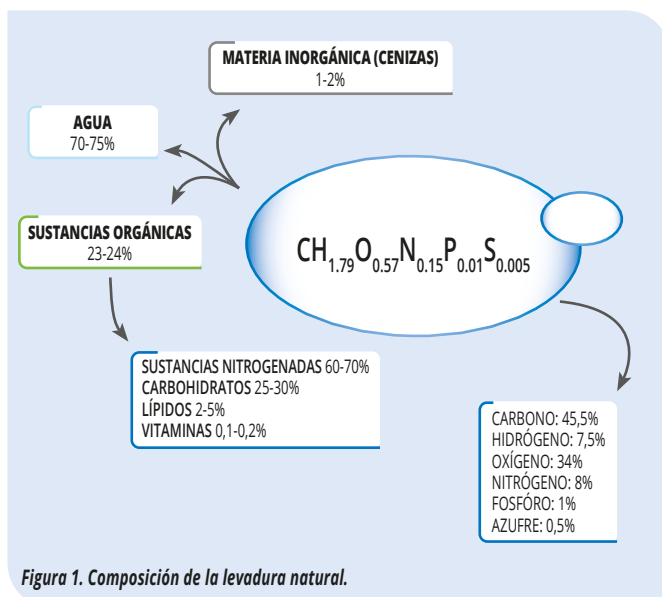 MATERIA INORGÁNICA (CENIZAS)
1-2%
AGUA
70-75%
SUSTANCIAS ORGÁNICAS
23-24%
CH1.79O0.57N0.15P0.01S0.005
SUSTANCIAS NITROGENADAS 60-70%
CARBOHIDRATOS 25-30%
LÍPIDOS 2-5%
VITAMINAS 0,1-0,2%
CARBONO: 45,5%
HIDRÓGENO: 7,5%
OXÍGENO: 34%
NITRÓGENO: 8%
FOSFÓRO: 1%
AZUFRE: 0,5%
Figura 1. Composición de la levadura natural.